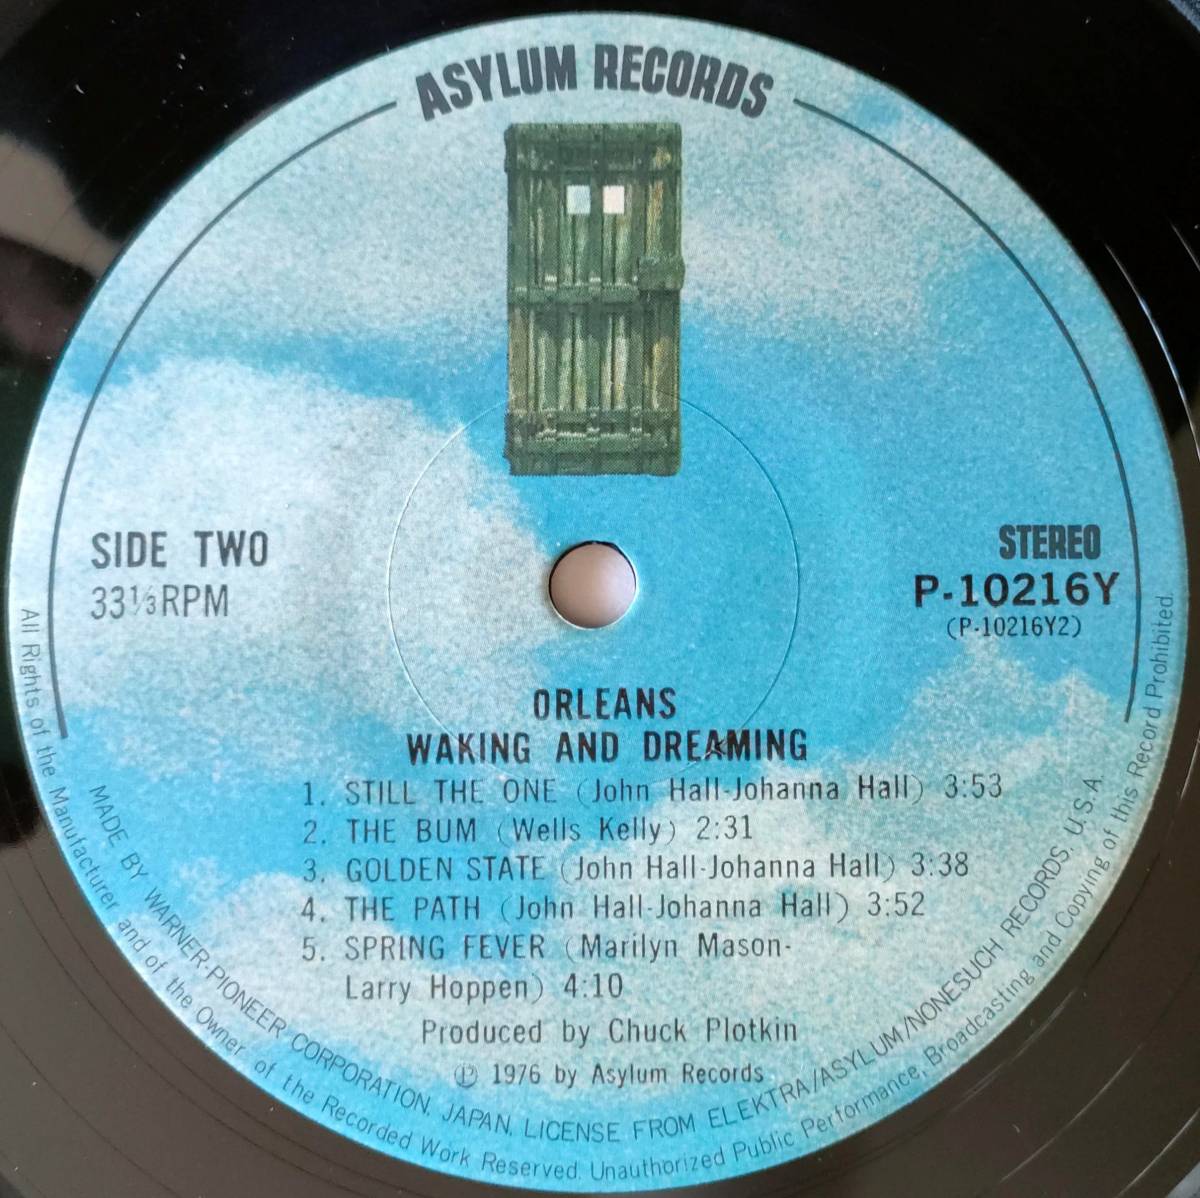 ASYLUM RECORDS
SIDE TWO
33⅓RPM
STEREO
P-10216Y
(P-10216Y2)
ORLEANS
WAKING AND DREAMING
1. STILL THE ONE (John Hall-Johanna Hall) 3:53
2. THE BUM (Wells Kelly) 2:31
3. GOLDEN STATE (John Hall-Johanna Hall) 3:38
4. THE PATH (John Hall-Johanna Hall) 3:52
5. SPRING FEVER (Marilyn Mason-
Larry Hoppen) 4:10
Produced by Chuck Plotkin
Ⓟ 1976 by Asylum Records
MADE BY WARNER-PIONEER CORPORATION, JAPAN, LICENSE FROM ELEKTRA/ASYLUM/NONESUCH RECORDS, U.S.A.
All Rights of the Manufacturer and of the Owner of the Recorded Work Reserved. Unauthorized Public Performance, Broadcasting and Copying of this Record Prohibited.